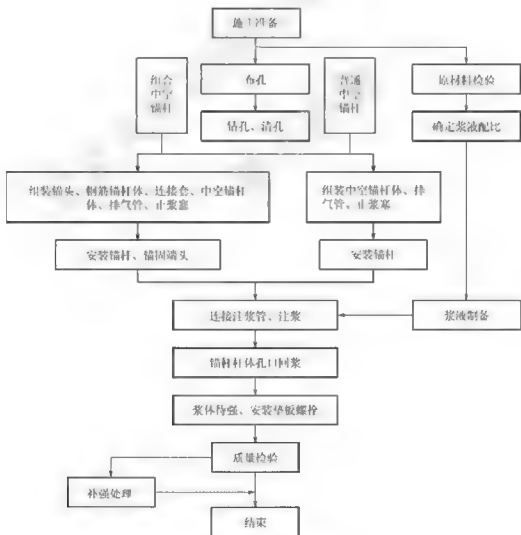 施工准备
组合
中空
锚杆
布孔
普通
中空
锚杆
原材料检验
钻孔、清孔
确定浆液配比
组装锚头、钢筋锚杆体、连接套、中空锚杆
体、排气管、止浆塞
组装中空锚杆体、排
气管、止浆塞
安装锚杆、锚固端头
安装锚杆
连接注浆管、注浆
浆液制备
锚杆杆体孔口回浆
浆体待强、安装垫板螺栓
质量检验
补强处理
结束